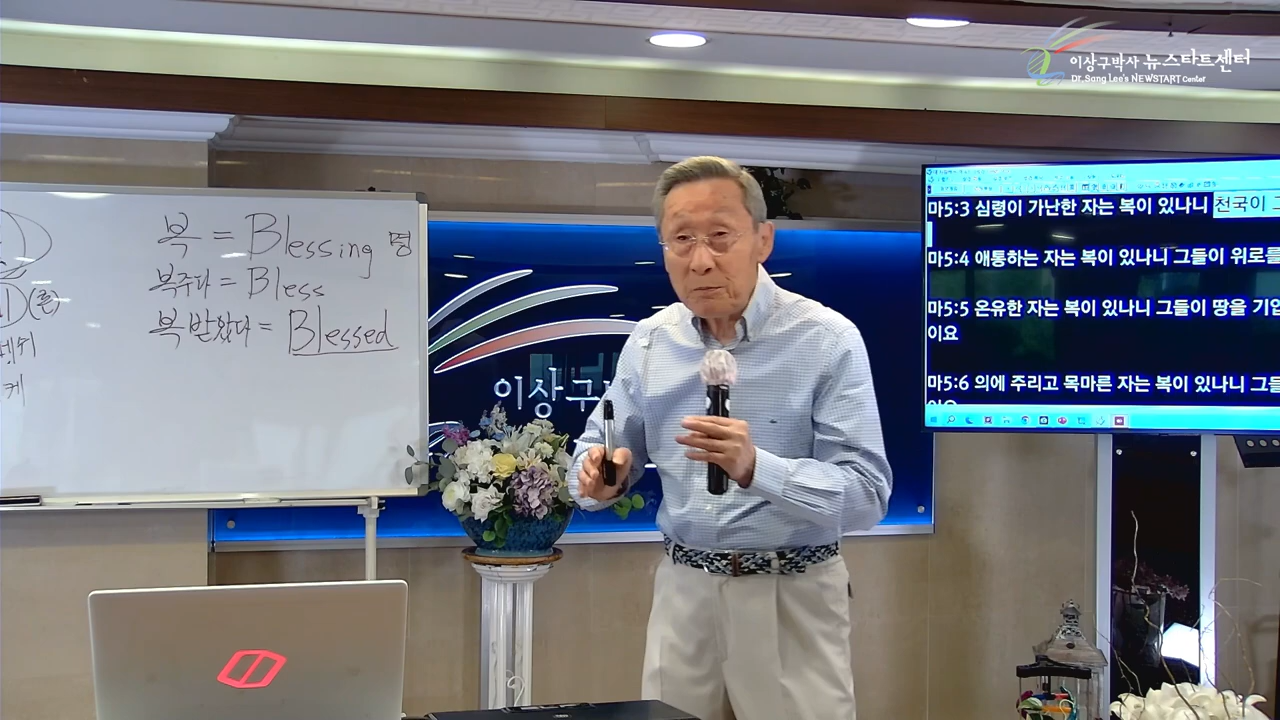 이상구박사 뉴스타트센터
Dr. Sang Lee's NEWSTART Center
복 = Blessing 명
복주다 = Bless
복 받았다 = Blessed
(른)
케
이상구
마5:3 심령이 가난한 자는 복이 있나니 천국이
마5:4 애통하는 자는 복이 있나니 그들이 위로를
마5:5 온유한 자는 복이 있나니 그들이 땅을 기업
이요
마5:6 의에 주리고 목마른 자는 복이 있나니